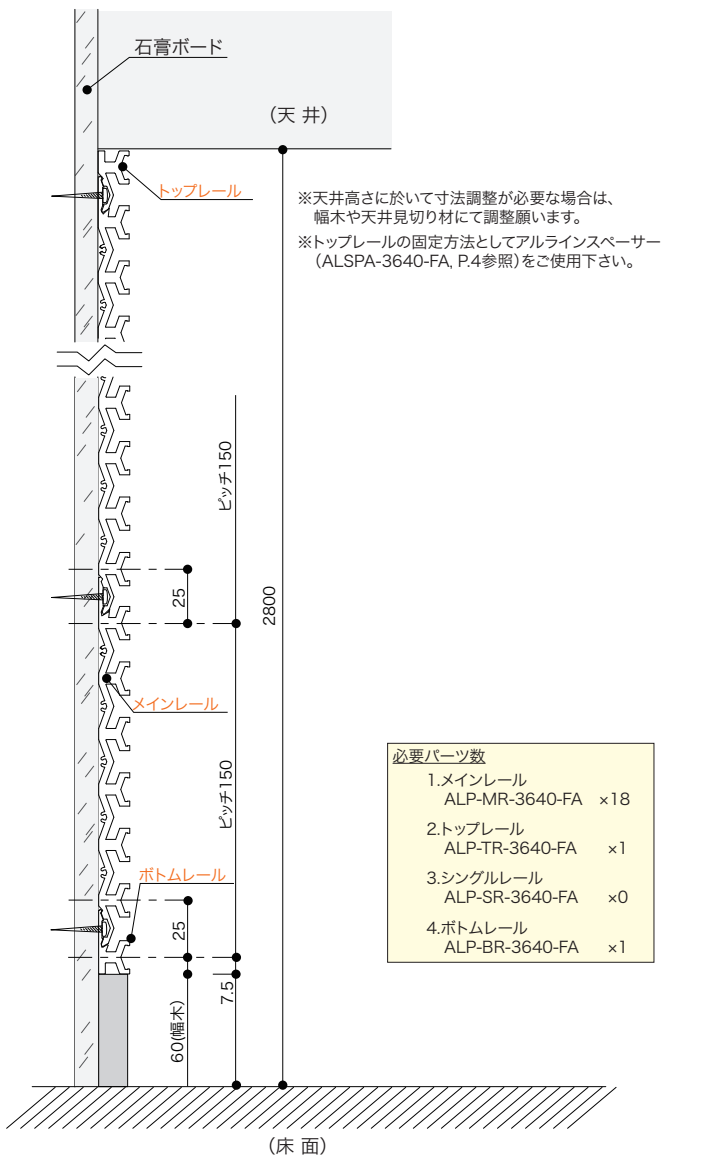 石膏ボード
（天 井）
トップレール
※天井高さに於いて寸法調整が必要な場合は、
幅木や天井見切り材にて調整願います。
※トップレールの固定方法としてアルラインスペーサー
（ALSPA-3640-FA, P.4参照）をご使用下さい。
ピッチ150
25
2800
メインレール
ピッチ150
ボトムレール
25
7.5
60(幅木)
必要パーツ数
1.メインレール
ALP-MR-3640-FA ×18
2.トップレール
ALP-TR-3640-FA ×1
3.シングルレール
ALP-SR-3640-FA ×0
4.ボトムレール
ALP-BR-3640-FA ×1
（床 面）